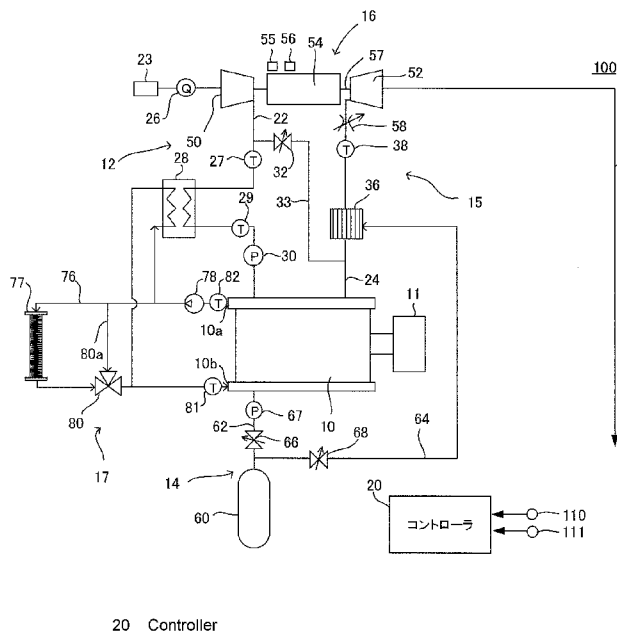 16
55 56 54 57 52 100
23
Q
26 50 22 58
12 27 T 32 T 38
28 29 33 36 15
T
P 30
24
77 76 78 82 11
T
10a
80a
10b
T
80 81 P 67 10
62 66 68 64
17
14
60
20 コントローラ 110
111
20 Controller